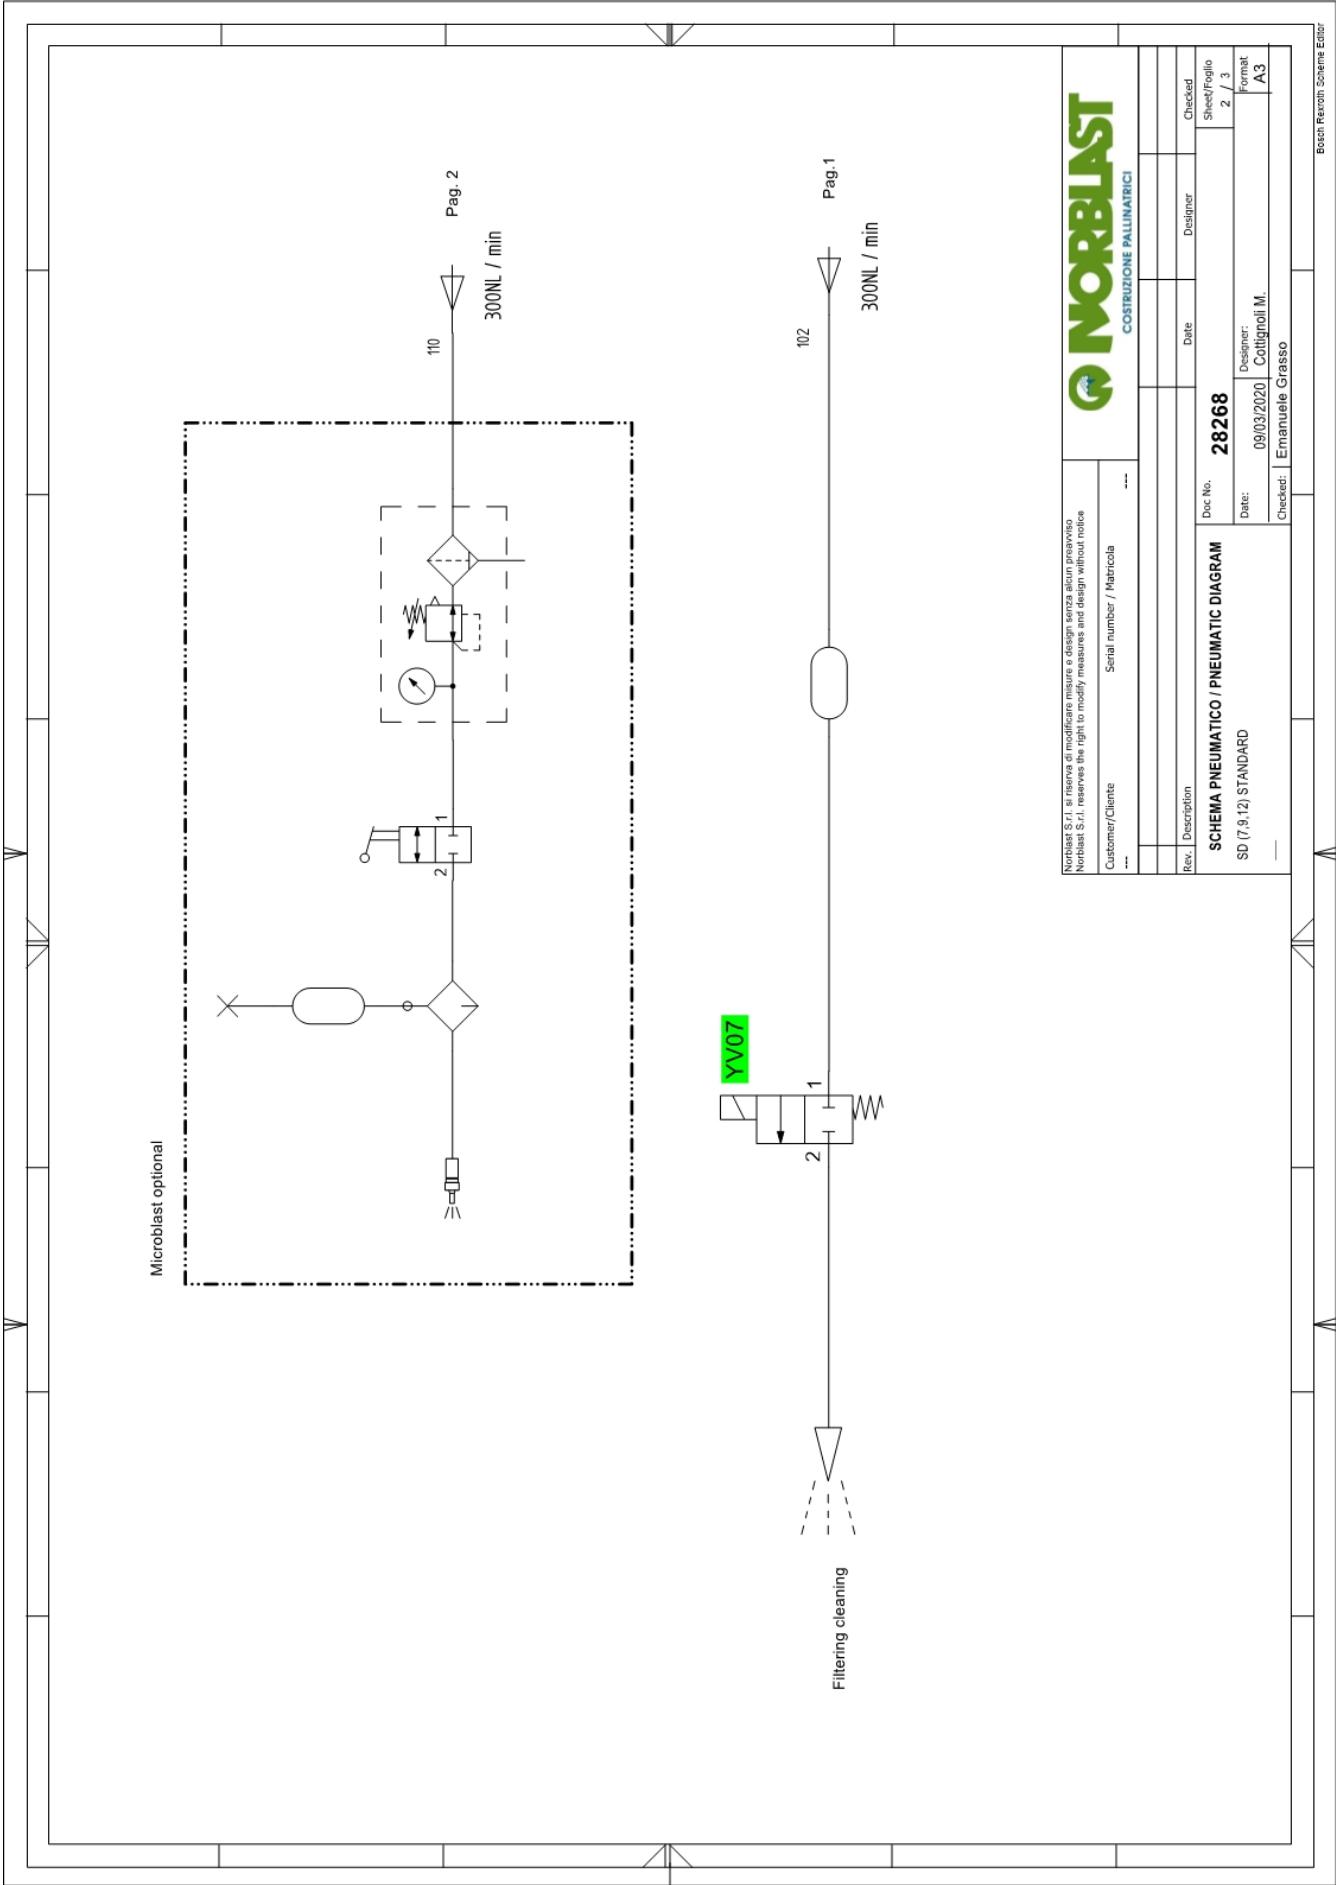 Microblast optional
2
1
110
300NL / min
Pag. 2
YV07
Filtering cleaning
2
1
102
300NL / min
Pag.1
Norblast S.r.l. si riserva di modificare misure e design senza alcun preavviso
Norblast S.r.l. reserves the right to modify measures and design without notice
Customer/Cliente
Serial number / Matricola
---
---
NORBLAST
COSTRUZIONE PALLINATRICI
Rev.
Description
Date
Designer
Checked
SCHEMA PNEUMATICO / PNEUMATIC DIAGRAM
SD (7,9,12) STANDARD
Doc No.
28268
Sheet/Foglio
2 / 3
Date:
09/03/2020
Designer:
Cottignoli M.
Format
A3
Checked:
Emanuele Grasso
Bosch Rexroth Scheme Editor